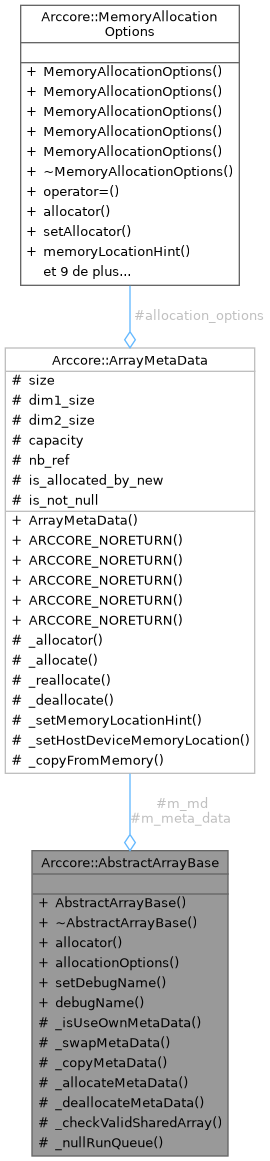 Arccore::MemoryAllocation
Options
+ MemoryAllocationOptions()
+ MemoryAllocationOptions()
+ MemoryAllocationOptions()
+ MemoryAllocationOptions()
+ MemoryAllocationOptions()
+ ~MemoryAllocationOptions()
+ operator=()
+ allocator()
+ setAllocator()
+ memoryLocationHint()
et 9 de plus...
#allocation_options
Arccore::ArrayMetaData
# size
# dim1_size
# dim2_size
# capacity
# nb_ref
# is_allocated_by_new
# is_not_null
+ ArrayMetaData()
+ ARCCORE_NORETURN()
+ ARCCORE_NORETURN()
+ ARCCORE_NORETURN()
+ ARCCORE_NORETURN()
+ ARCCORE_NORETURN()
# _allocator()
# _allocate()
# _reallocate()
# _deallocate()
# _setMemoryLocationHint()
# _setHostDeviceMemoryLocation()
# _copyFromMemory()
#m_md
#m_meta_data
Arccore::AbstractArrayBase
+ AbstractArrayBase()
+ ~AbstractArrayBase()
+ allocator()
+ allocationOptions()
+ setDebugName()
+ debugName()
# _isUseOwnMetaData()
# _swapMetaData()
# _copyMetaData()
# _allocateMetaData()
# _deallocateMetaData()
# _checkValidSharedArray()
# _nullRunQueue()